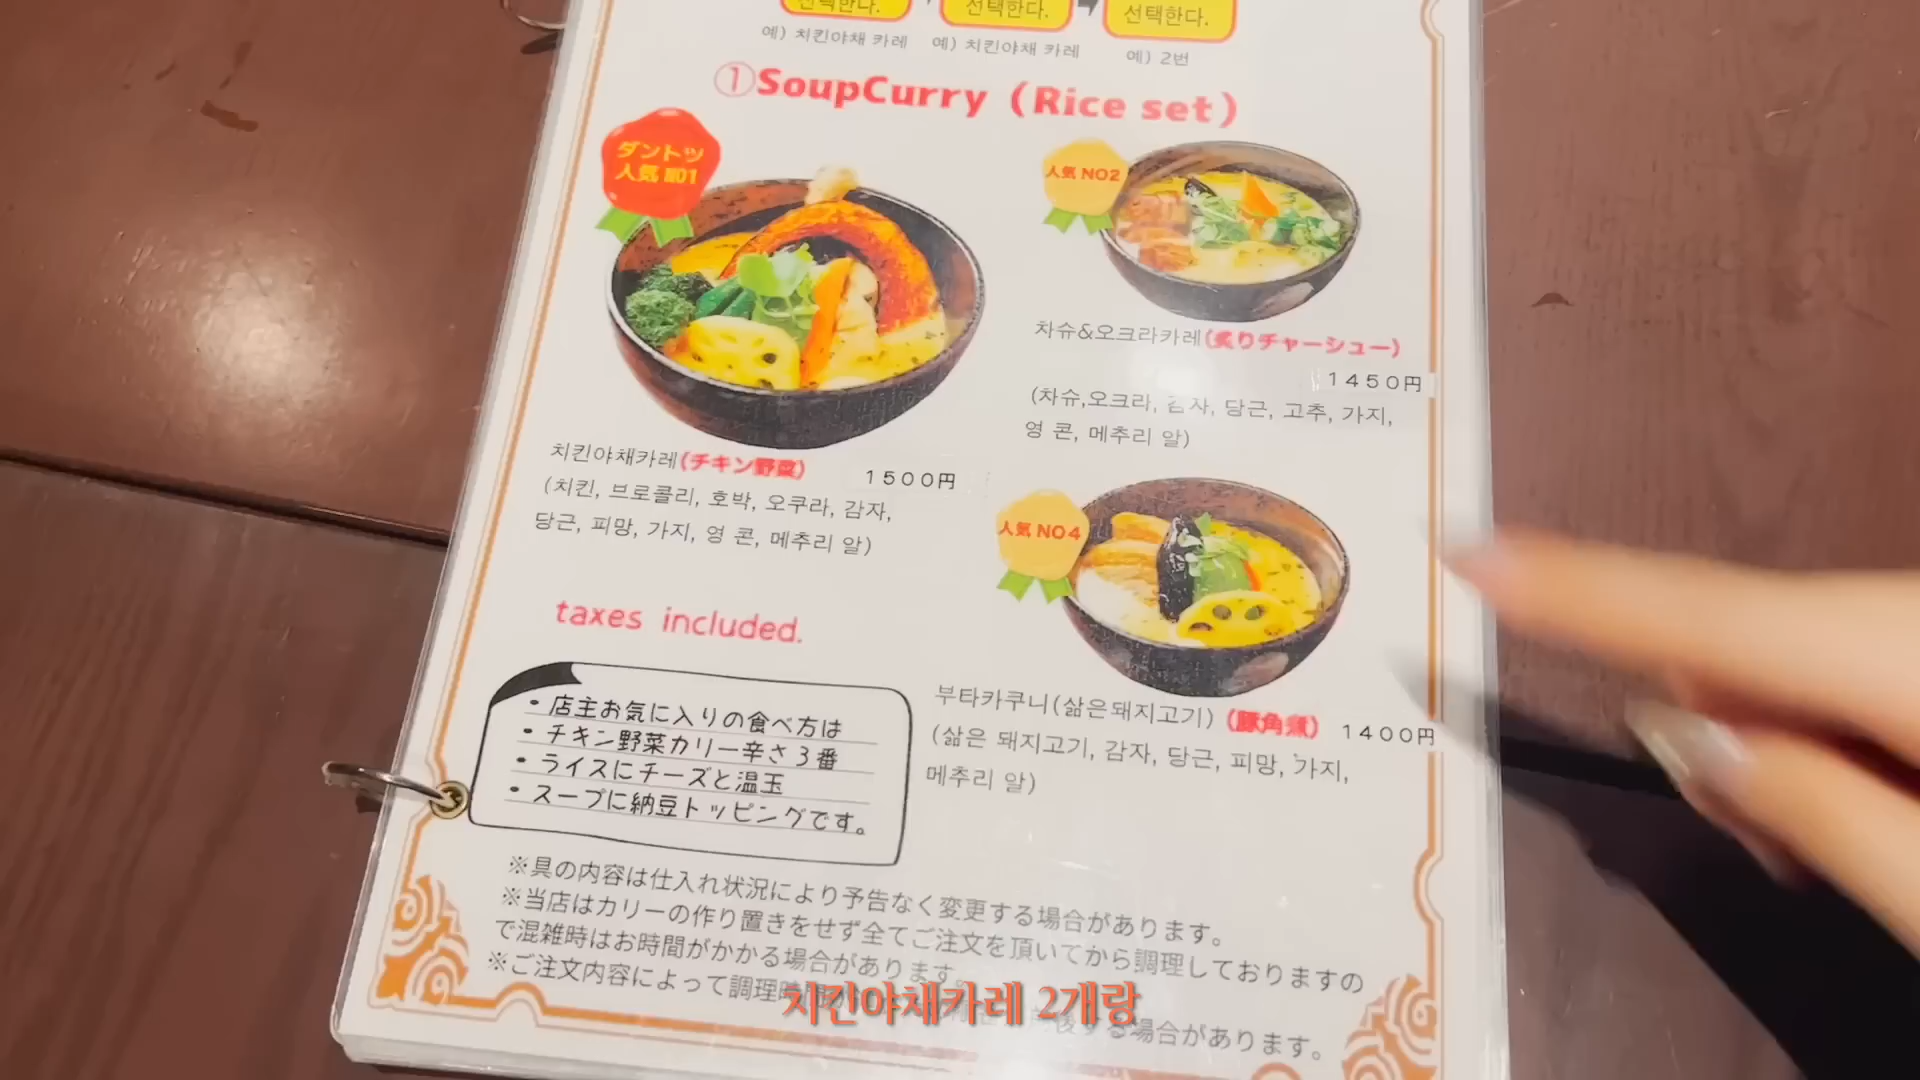 선택한다.
선택한다.
선택한다.
예) 치킨야채 카레
예) 치킨야채 카레
예) 2번
①SoupCurry (Rice set)
ダントツ
人気 NO1
人気 NO2
차슈&오크라카레(炙りチャーシュー)
1450円
(차슈,오크라, 감자, 당근, 고추, 가지,
영 콘, 메추리 알)
치킨야채카레(チキン野菜)
1500円
(치킨, 브로콜리, 호박, 오쿠라, 감자,
당근, 피망, 가지, 영 콘, 메추리 알)
人気 NO4
taxes included.
부타카쿠니(삶은돼지고기) (豚角煮) 1400円
(삶은 돼지고기, 감자, 당근, 피망, 가지,
메추리 알)
・店主お気に入りの食べ方は
・チキン野菜カリー辛さ3番
・ライスにチーズと温玉
・スープに納豆トッピングです。
※具の内容は仕入れ状況により予告なく変更する場合があります。
※当店はカリーの作り置きをせず全てご注文を頂いてから調理しておりますの
で混雑時はお時間がかかる場合があります。
※ご注文内容によって調理時間が
する場合があります。
치킨야채카레 2개랑